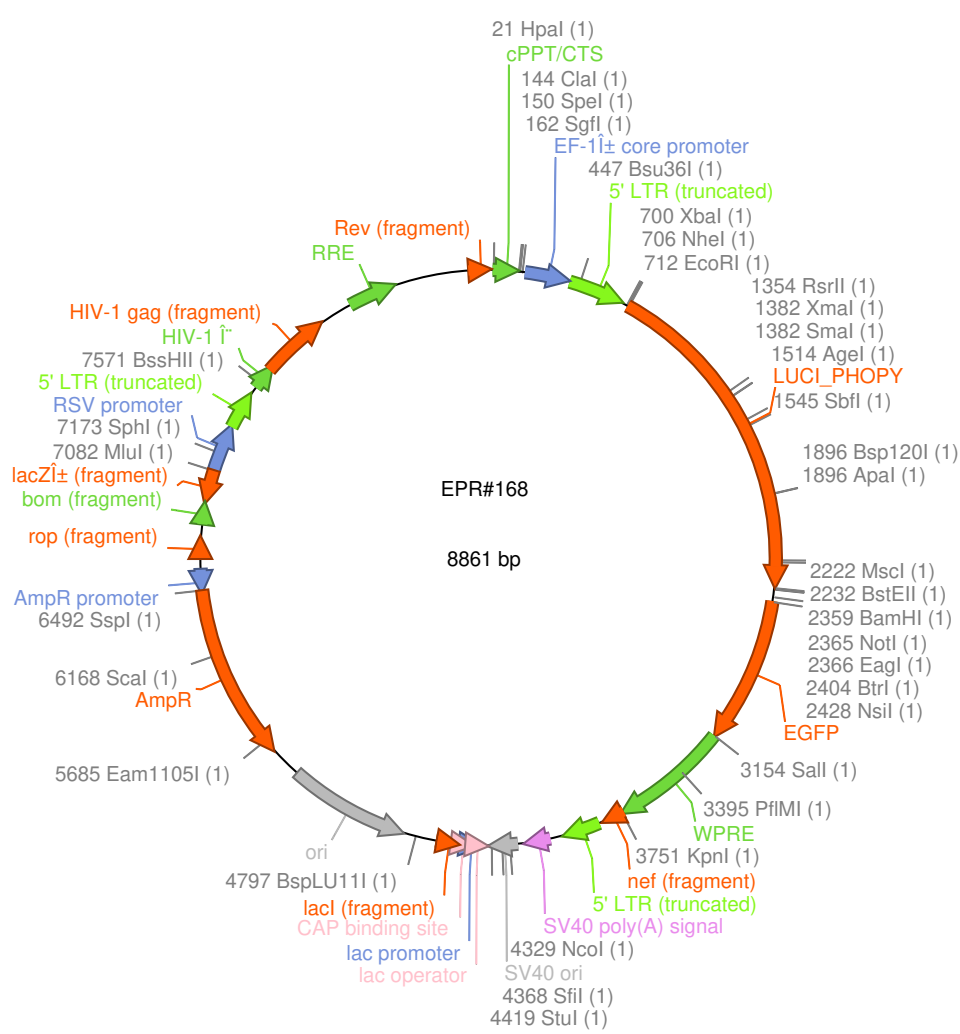 21 HpaI (1)
cPPT/CTS
144 ClaI (1)
150 SpeI (1)
162 SgfI (1)
EF-1Î± core promoter
447 Bsu36I (1)
5' LTR (truncated)
700 XbaI (1)
706 NheI (1)
712 EcoRI (1)
1354 RsrII (1)
1382 XmaI (1)
1382 SmaI (1)
1514 AgeI (1)
LUCI_PHOPY
1545 SbfI (1)
1896 Bsp120I (1)
1896 ApaI (1)
2222 MscI (1)
2232 BstEII (1)
2359 BamHI (1)
2365 NotI (1)
2366 EagI (1)
2404 BtrI (1)
2428 NsiI (1)
EGFP
3154 SalI (1)
3395 PflMI (1)
WPRE
3751 KpnI (1)
nef (fragment)
5' LTR (truncated)
SV40 poly(A) signal
4329 NcoI (1)
SV40 ori
4368 SfiI (1)
4419 StuI (1)
lac operator
lac promoter
CAP binding site
lacI (fragment)
4797 BspLU11I (1)
ori
5685 Eam1105I (1)
AmpR
6168 ScaI (1)
6492 SspI (1)
AmpR promoter
rop (fragment)
bom (fragment)
lacZÎ± (fragment)
7082 MluI (1)
7173 SphI (1)
RSV promoter
5' LTR (truncated)
7571 BssHII (1)
HIV-1 Î¨
HIV-1 gag (fragment)
RRE
Rev (fragment)
EPR#168
8861 bp